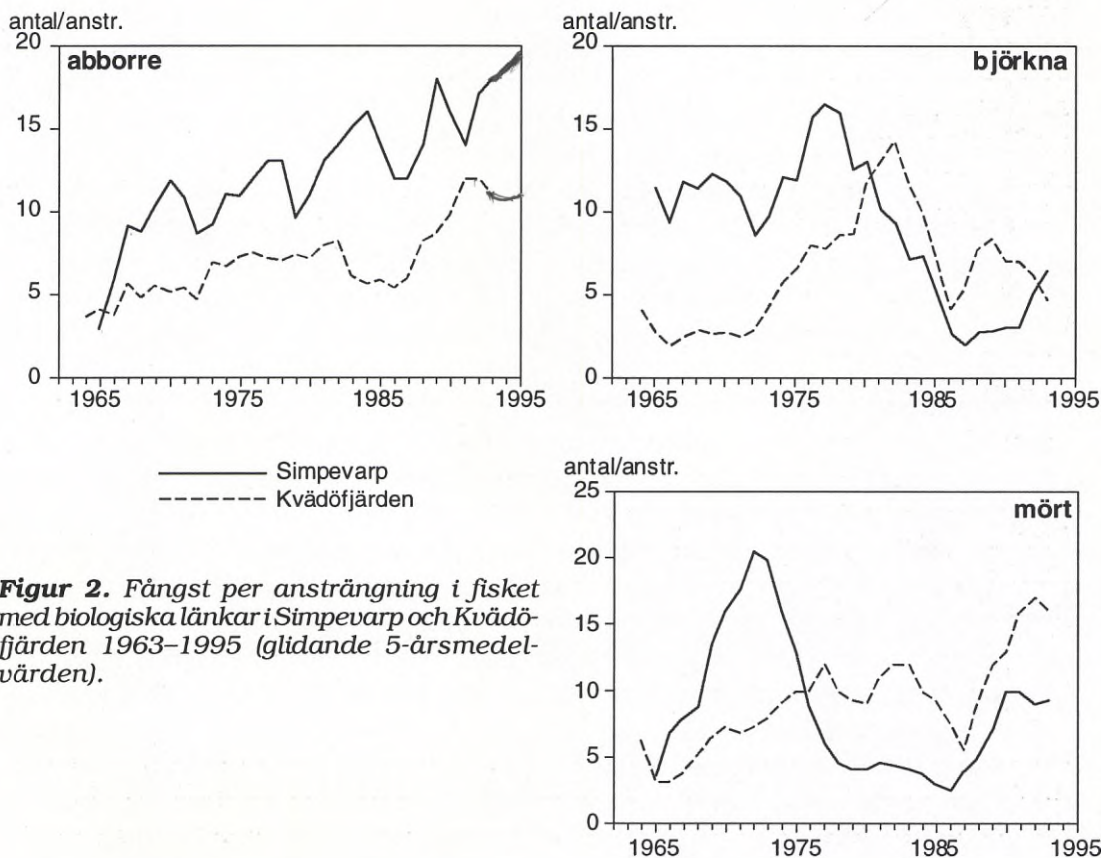 antal/anstr.
20
15
10
5
0
abborre
1965 1975 1985 1995
antal/anstr.
20
15
10
5
0
björkna
1965 1975 1985 1995
Simpevarp
Kvädöfjärden
antal/anstr.
25
20
15
10
5
0
mört
1965 1975 1985 1995
Figur 2. Fångst per ansträngning i fisket
med biologiska länkar i Simpevarp och Kvädö-
fjärden 1963–1995 (glidande 5-årsmedel-
värden).